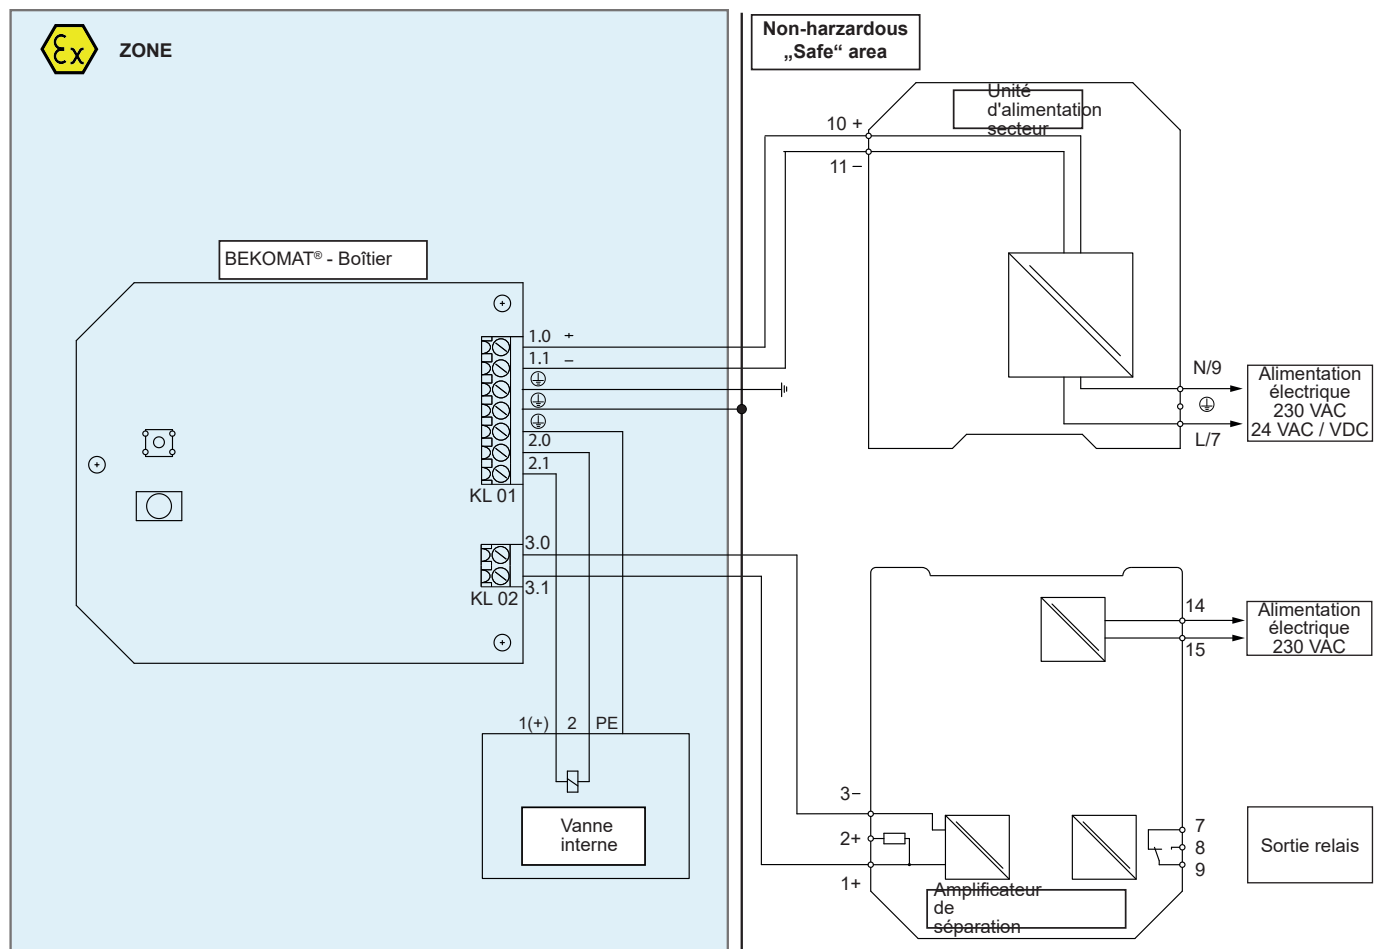 Ex
ZONE
Non-harzardous
„Safe“ area
Unité
d'alimentation
secteur
10 +
11 –
BEKOMAT® - Boîtier
1.0 +
1.1 –
2.0
2.1
KL 01
3.0
3.1
KL 02
N/9
L/7
Alimentation
électrique
230 VAC
24 VAC / VDC
14
15
Alimentation
électrique
230 VAC
1(+) 2 PE
Vanne
interne
3–
2+
1+
7
8
9
Sortie relais
Amplificateur
de
séparation